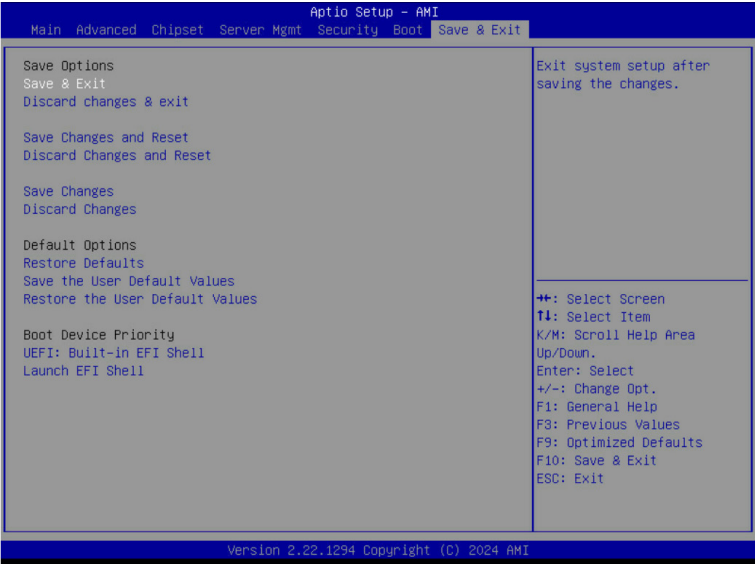 Aptio Setup - AMI
Main Advanced Chipset Server Mgmt Security Boot Save & Exit
Save Options
Save & Exit
Discard changes & exit
Save Changes and Reset
Discard Changes and Reset
Save Changes
Discard Changes
Default Options
Restore Defaults
Save the User Default Values
Restore the User Default Values
Boot Device Priority
UEFI: Built-in EFI Shell
Launch EFI Shell
Exit system setup after
saving the changes.
→←: Select Screen
↑↓: Select Item
K/M: Scroll Help Area
Up/Down.
Enter: Select
+/-: Change Opt.
F1: General Help
F3: Previous Values
F9: Optimized Defaults
F10: Save & Exit
ESC: Exit
Version 2.22.1294 Copyright (C) 2024 AMI